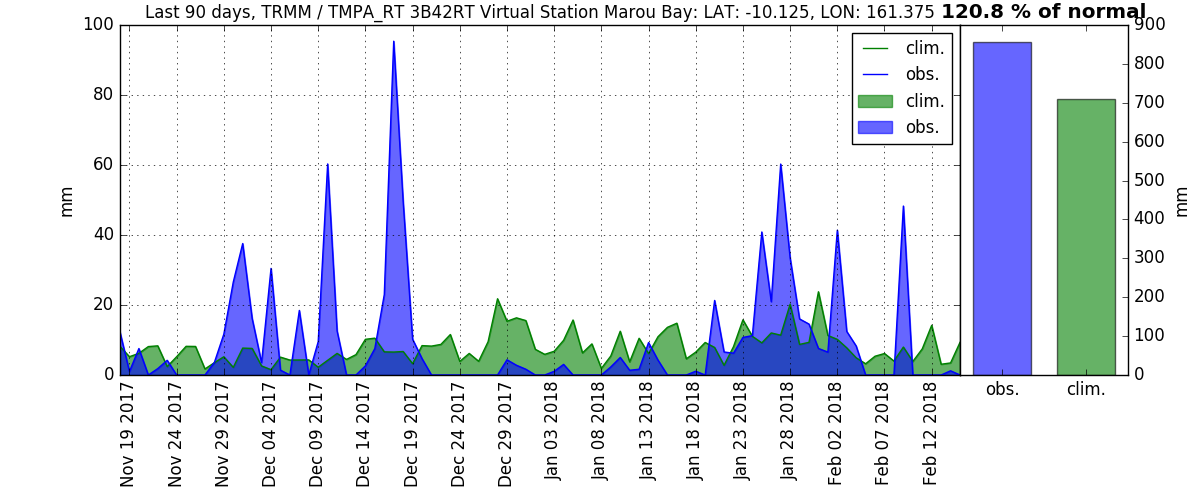 Last 90 days, TRMM / TMPA_RT 3B42RT Virtual Station Marou Bay: LAT: -10.125, LON: 161.375 120.8 % of normal
100
80
60
40
20
0
mm
clim.
obs.
clim.
obs.
900
800
700
600
500
400
300
200
100
0
mm
obs.
clim.
Nov 19 2017
Nov 24 2017
Nov 29 2017
Dec 04 2017
Dec 09 2017
Dec 14 2017
Dec 19 2017
Dec 24 2017
Dec 29 2017
Jan 03 2018
Jan 08 2018
Jan 13 2018
Jan 18 2018
Jan 23 2018
Jan 28 2018
Feb 02 2018
Feb 07 2018
Feb 12 2018